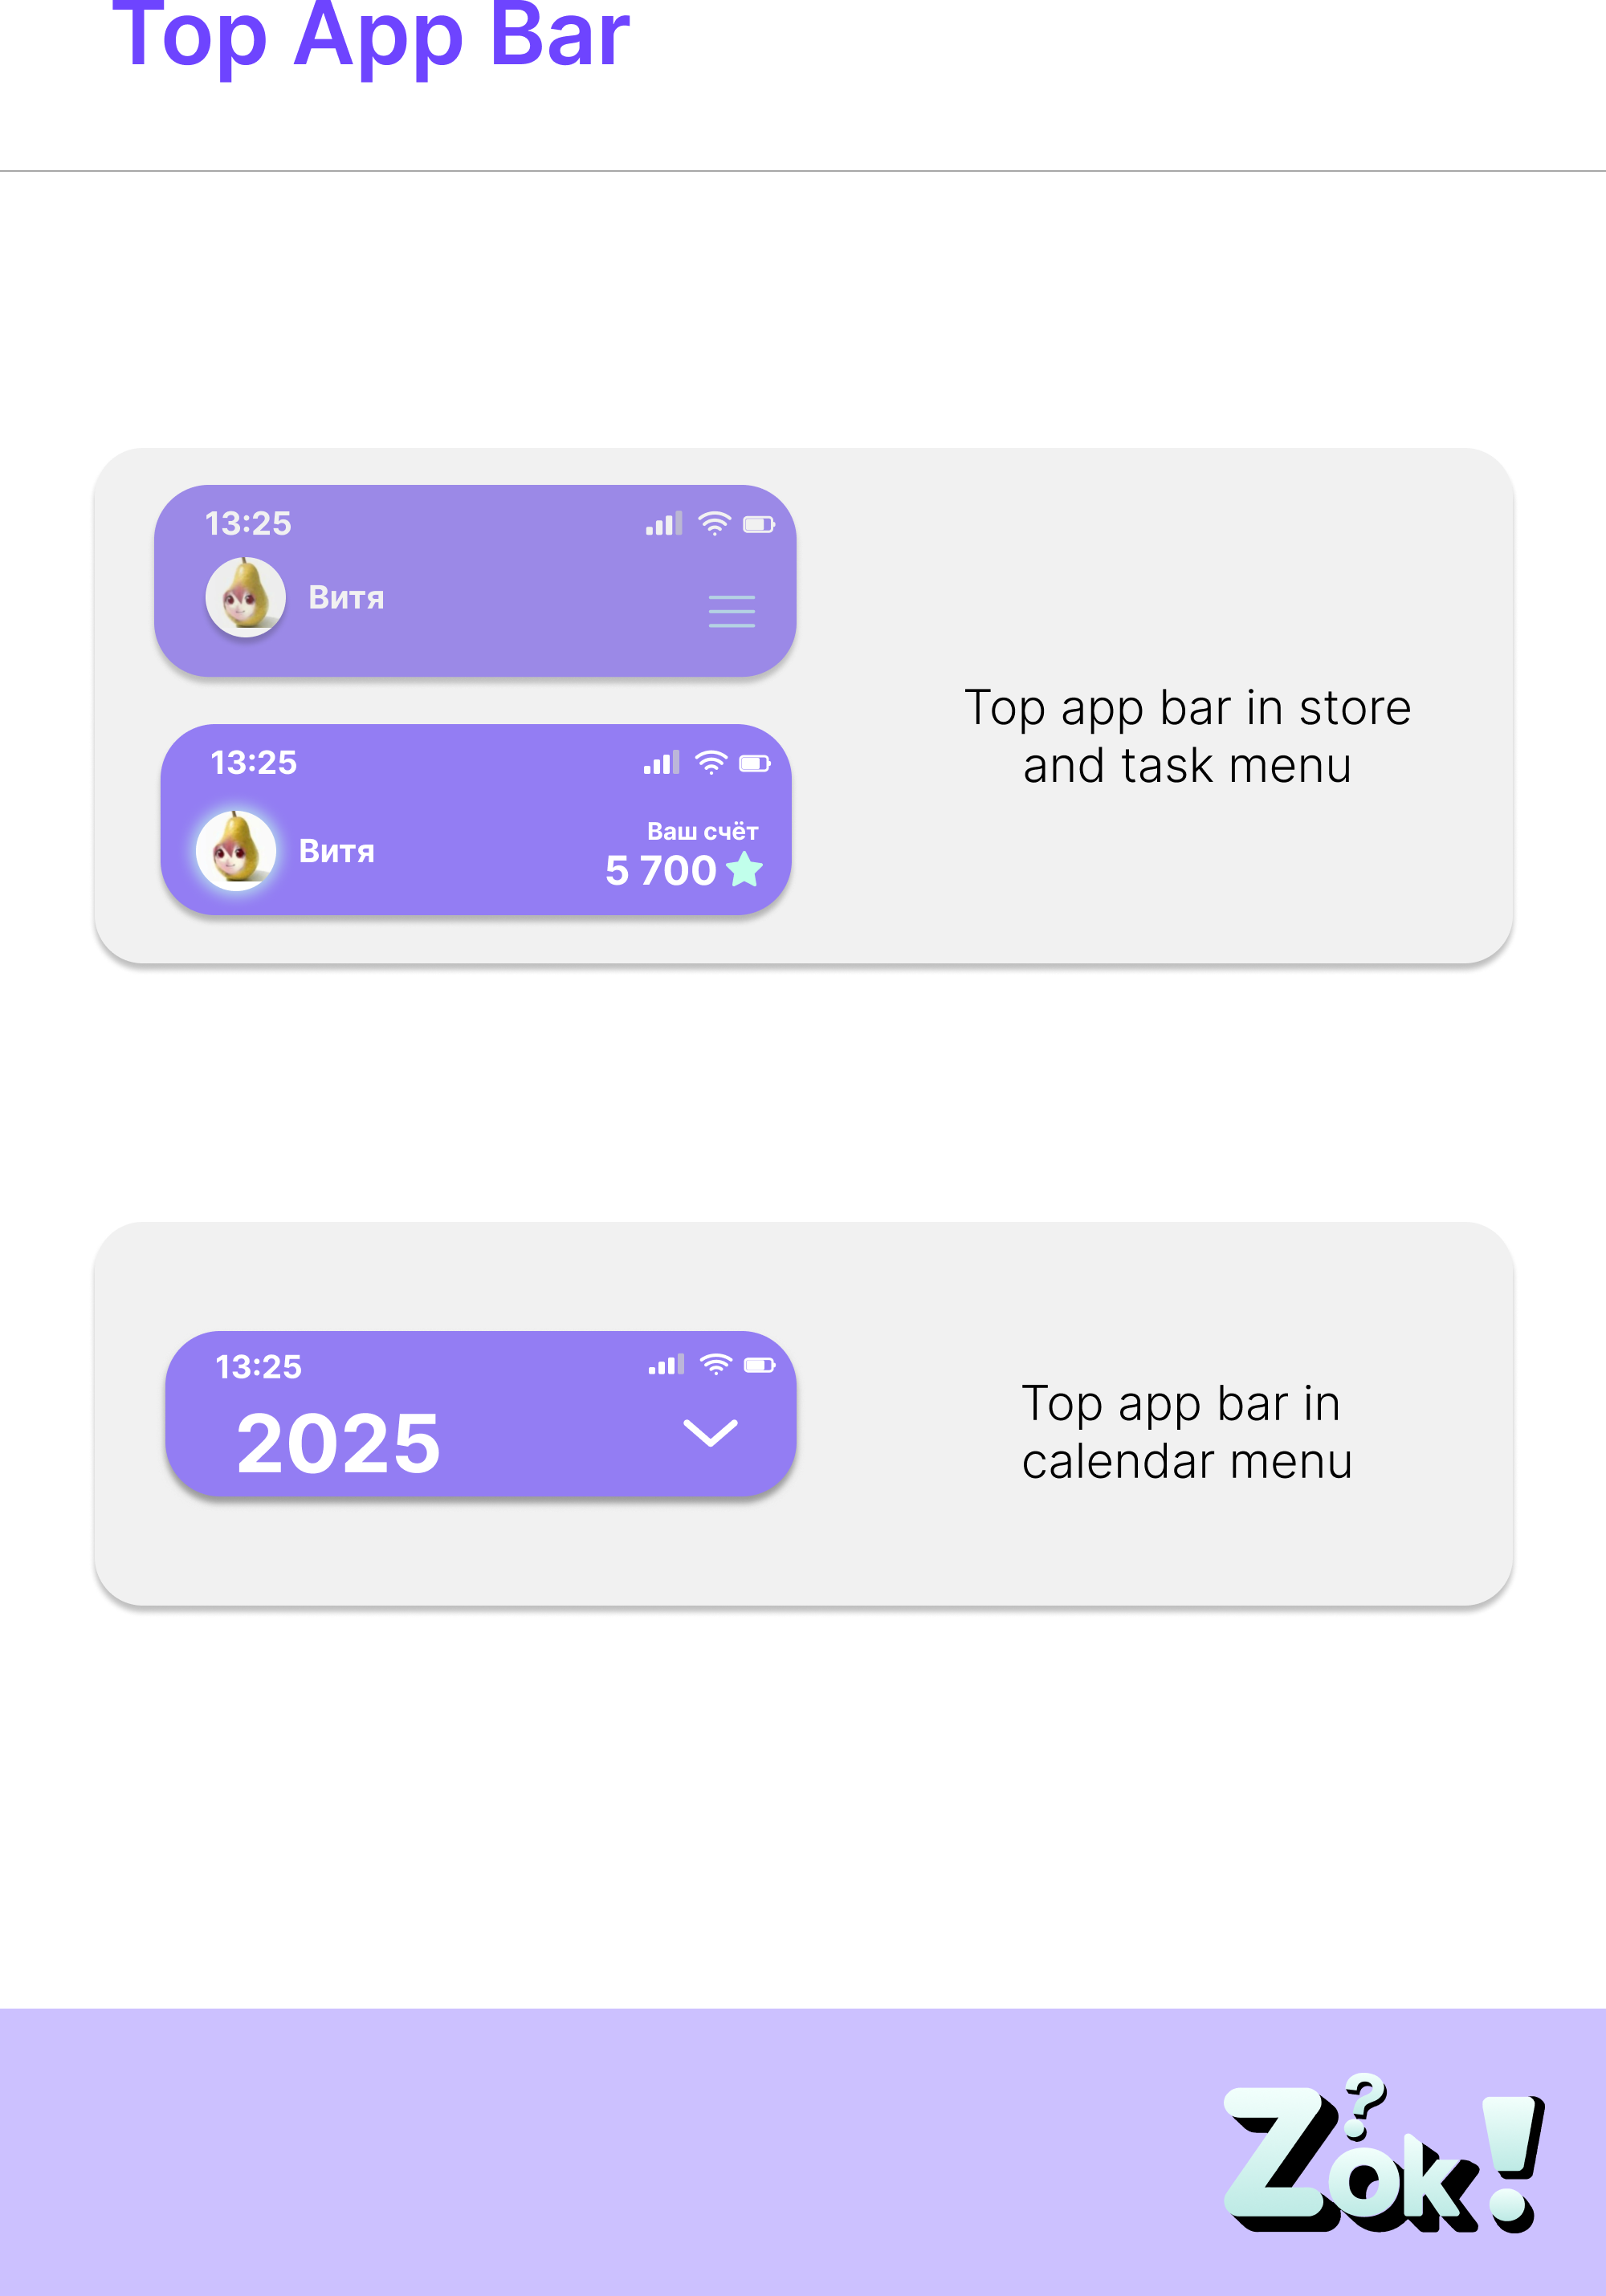 Top App Bar
13:25
Витя
13:25
Витя
Ваш счёт
5 700
Top app bar in store
and task menu
13:25
2025
Top app bar in
calendar menu
Zok?!